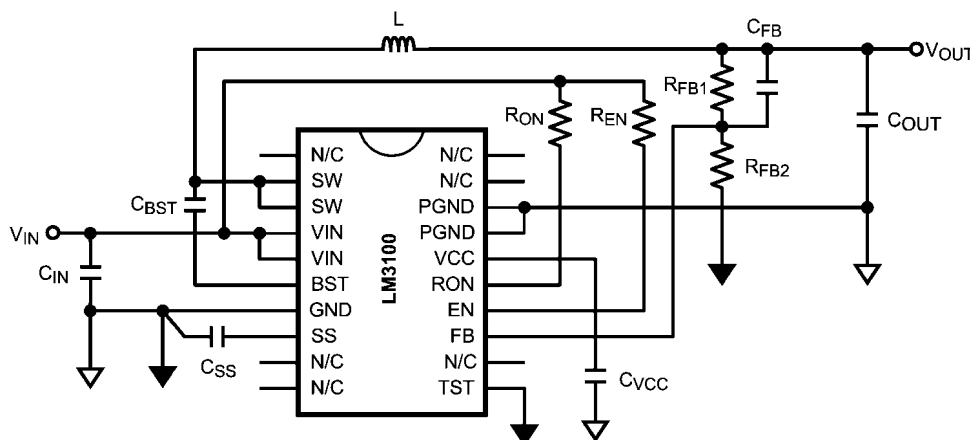 L
CFB
VOUT
RFB1
RON
REN
COUT
N/C
N/C
SW
N/C
RFB2
CBST
SW
PGND
VIN
VIN
PGND
CIN
VIN
VCC
BST
LM3100
RON
GND
EN
SS
FB
CSS
N/C
N/C
CVCC
N/C
TST